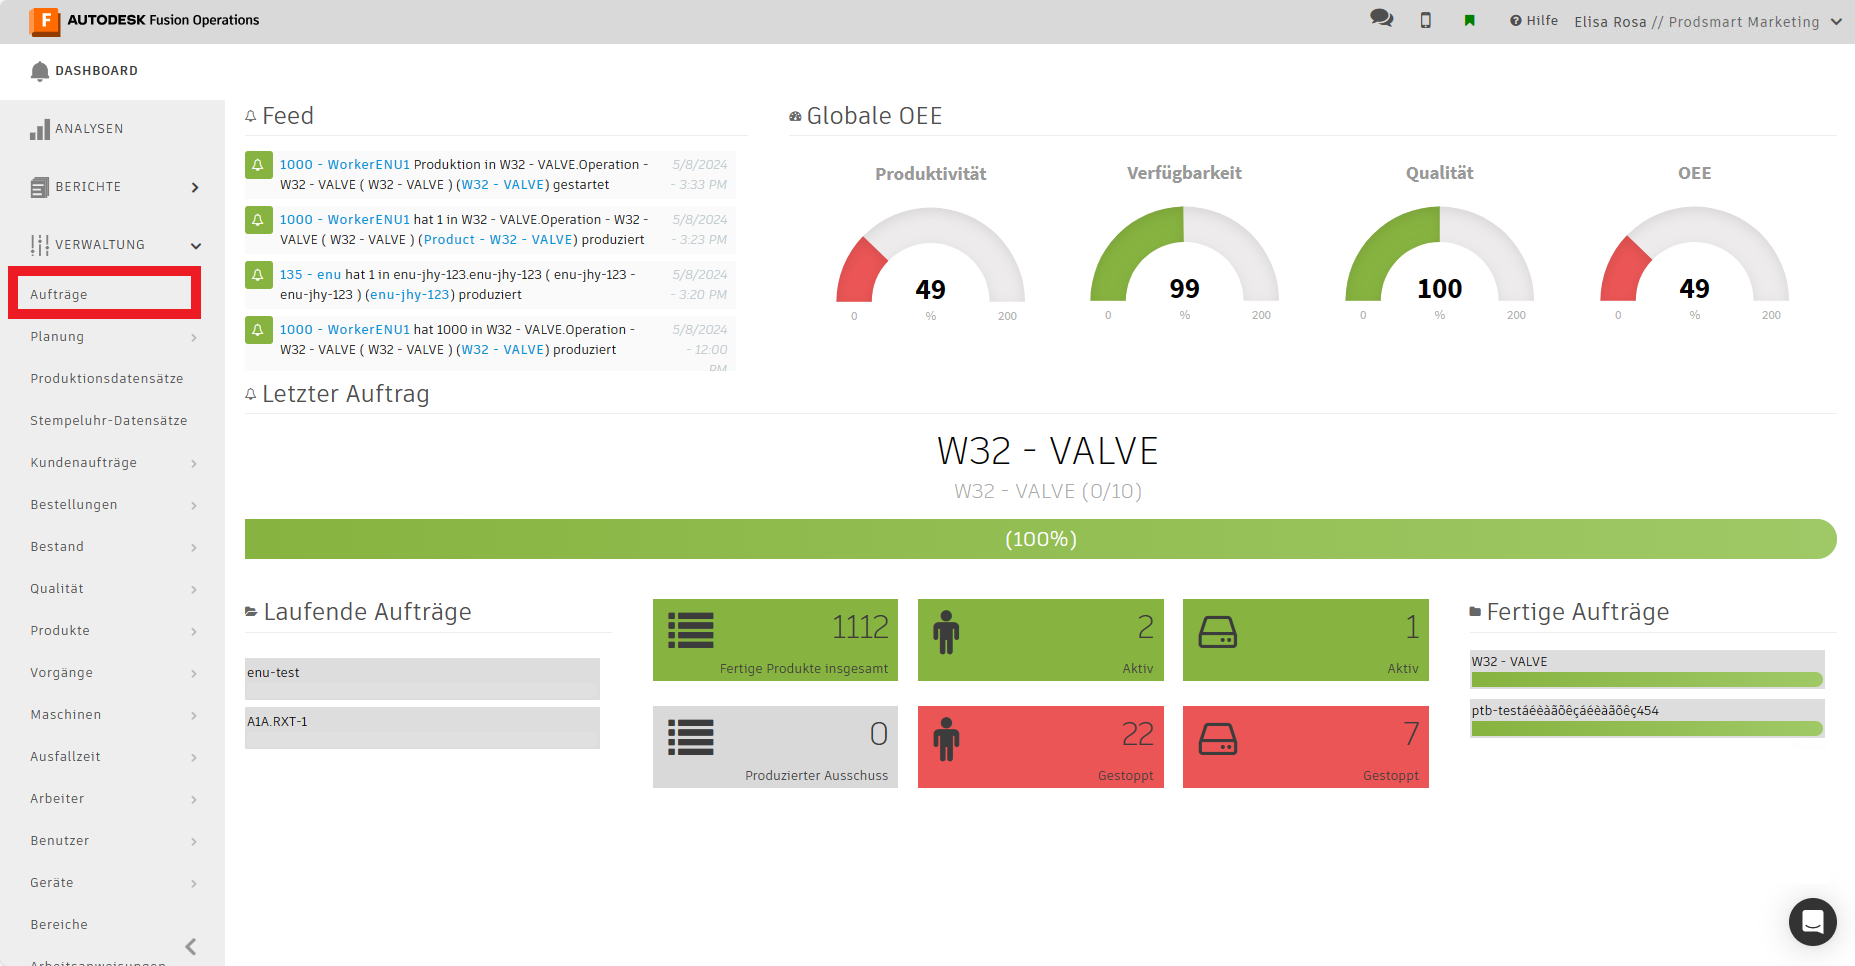 AUTODESK Fusion Operations
Hilfe
Elisa Rosa // Prodsmart Marketing
DASHBOARD
ANALYSEN
BERICHTE
VERWALTUNG
Aufträge
Planung
Produktionsdatensätze
Stempeluhr-Datensätze
Kundenaufträge
Bestellungen
Bestand
Qualität
Produkte
Vorgänge
Maschinen
Ausfallzeit
Arbeiter
Benutzer
Geräte
Bereiche
Arbeitsanweisungen
Feed
1000 - WorkerENU1 Produktion in W32 - VALVE.Operation -
W32 - VALVE ( W32 - VALVE ) (W32 - VALVE) gestartet
5/8/2024
- 3:33 PM
1000 - WorkerENU1 hat 1 in W32 - VALVE.Operation - W32 -
VALVE ( W32 - VALVE ) (Product - W32 - VALVE) produziert
5/8/2024
- 3:23 PM
135 - enu hat 1 in enu-jhy-123.enu-jhy-123 ( enu-jhy-123 -
enu-jhy-123 ) (enu-jhy-123) produziert
5/8/2024
- 3:20 PM
1000 - WorkerENU1 hat 1000 in W32 - VALVE.Operation -
W32 - VALVE ( W32 - VALVE ) (W32 - VALVE) produziert
5/8/2024
- 12:00
PM
Globale OEE
Produktivität
49
0 % 200
Verfügbarkeit
99
0 % 200
Qualität
100
0 % 200
OEE
49
0 % 200
Letzter Auftrag
W32 - VALVE
W32 - VALVE (0/10)
(100%)
Laufende Aufträge
enu-test
A1A.RXT-1
1112
Fertige Produkte insgesamt
2
Aktiv
1
Aktiv
0
Produzierter Ausschuss
22
Gestoppt
7
Gestoppt
Fertige Aufträge
W32 - VALVE
ptb-testáéèàãõêçáéèàãõêç454